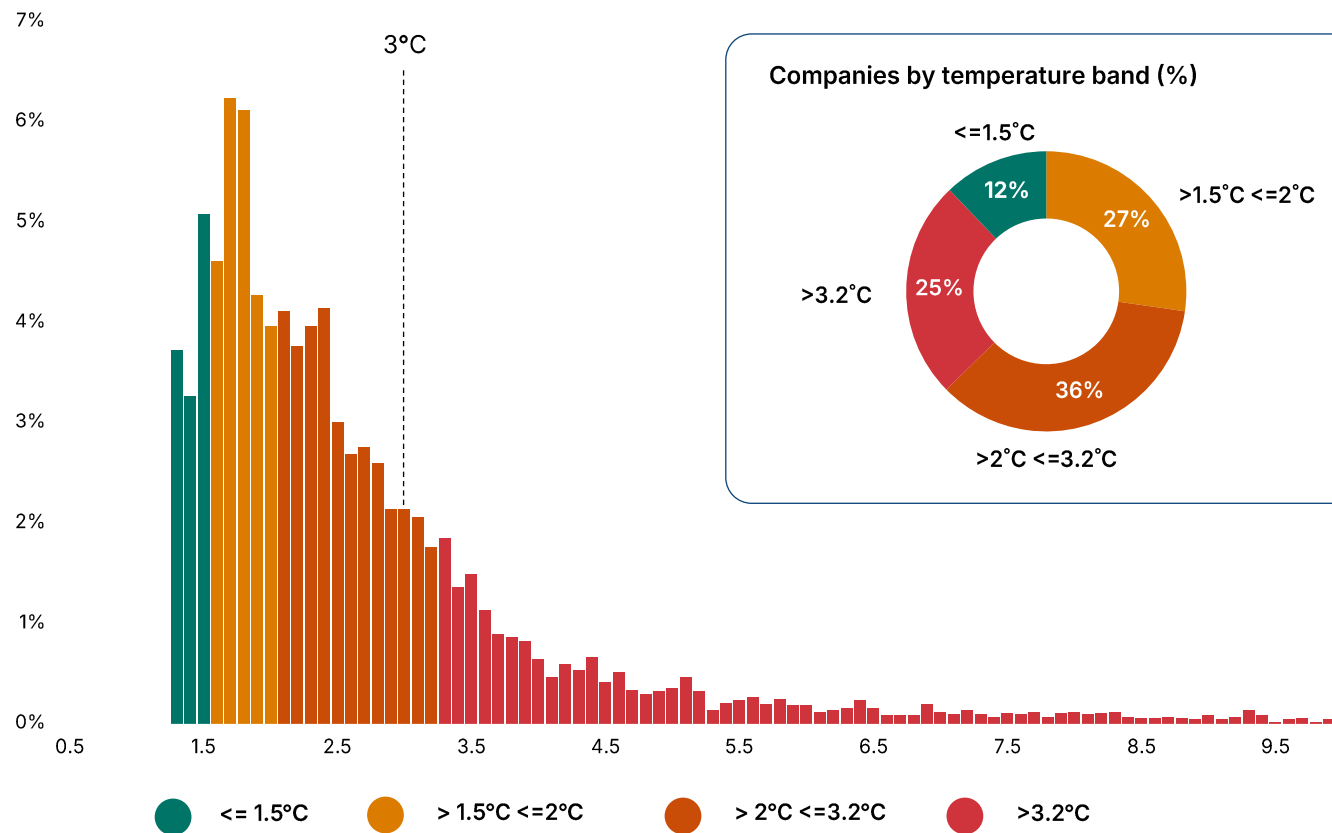 7%
3°C
Companies by temperature band (%)
6%
<=1.5˚C
12%
>1.5˚C <=2˚C
27%
5%
25%
>3.2˚C
4%
36%
3%
>2˚C <=3.2˚C
2%
1%
0%
0.5 1.5 2.5 3.5 4.5 5.5 6.5 7.5 8.5 9.5
<= 1.5°C > 1.5°C <=2°C > 2°C <=3.2°C >3.2°C